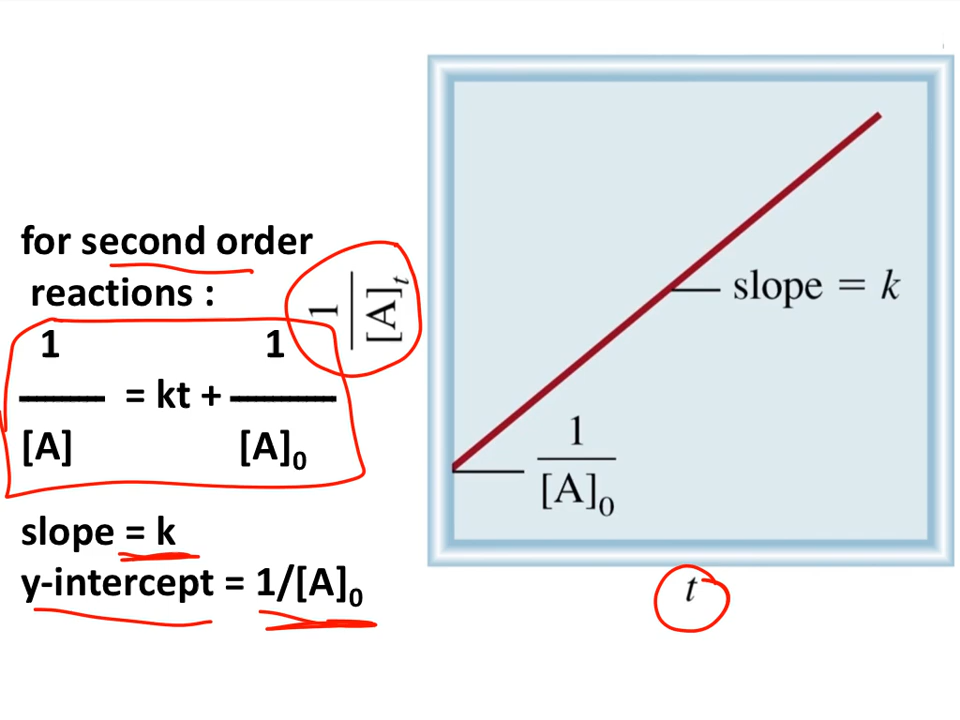 for second order
reactions :
1 1
= kt +
[A] [A]₀
slope = k
y-intercept = 1/[A]₀
1
[A]t
slope = k
1
[A]₀
t